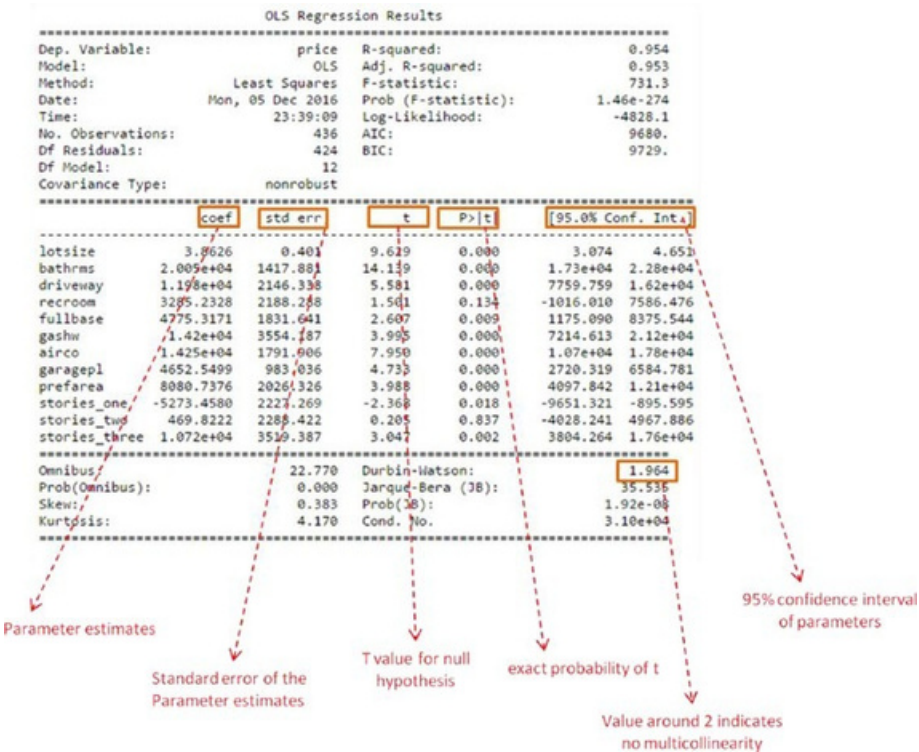 OLS Regression Results
Dep. Variable: price R-squared: 0.954
Model: OLS Adj. R-squared: 0.953
Method: Least Squares F-statistic: 731.3
Date: Mon, 05 Dec 2016 Prob (F-statistic): 1.46e-274
Time: 23:39:09 Log-Likelihood: -4828.1
No. Observations: 436 AIC: 9680.
Df Residuals: 424 BIC: 9729.
Df Model: 12
Covariance Type: nonrobust
coef std err t P>|t| [95.0% Conf. Int.]
lotsize 3.8626 0.401 9.629 0.000 3.074 4.651
bathrms 2.005e+04 1417.881 14.139 0.000 1.73e+04 2.28e+04
driveway 1.198e+04 2146.338 5.581 0.000 7759.759 1.62e+04
recroom 3285.2328 2188.288 1.501 0.134 -1016.010 7586.476
fullbase 4775.3171 1831.641 2.607 0.009 1175.090 8375.544
gashw 1.42e+04 3554.187 3.995 0.000 7214.613 2.12e+04
airco 1.425e+04 1791.906 7.950 0.000 1.07e+04 1.78e+04
garagepl 4652.5499 983.036 4.733 0.000 2720.319 6584.781
prefarea 8080.7376 2026.326 3.988 0.000 4097.842 1.21e+04
stories_one -5273.4580 2227.269 -2.368 0.018 -9651.321 -895.595
stories_two 469.8222 2288.422 0.205 0.837 -4028.241 4967.886
stories_three 1.072e+04 3519.387 3.047 0.002 3804.264 1.76e+04
Omnibus: 22.770 Durbin-Watson: 1.964
Prob(Omnibus): 0.000 Jarque-Bera (JB): 35.535
Skew: 0.383 Prob(JB): 1.92e-08
Kurtosis: 4.170 Cond. No. 3.10e+04
95% confidence interval
of parameters
Parameter estimates
Standard error of the
Parameter estimates
T value for null
hypothesis
exact probability of t
Value around 2 indicates
no multicollinearity